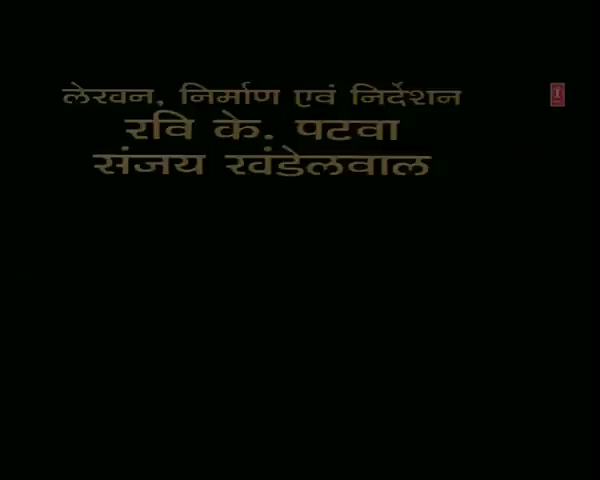 लेखन, निर्माण एवं निर्देशन
रवि के. पटवा
संजय खंडेलवाल